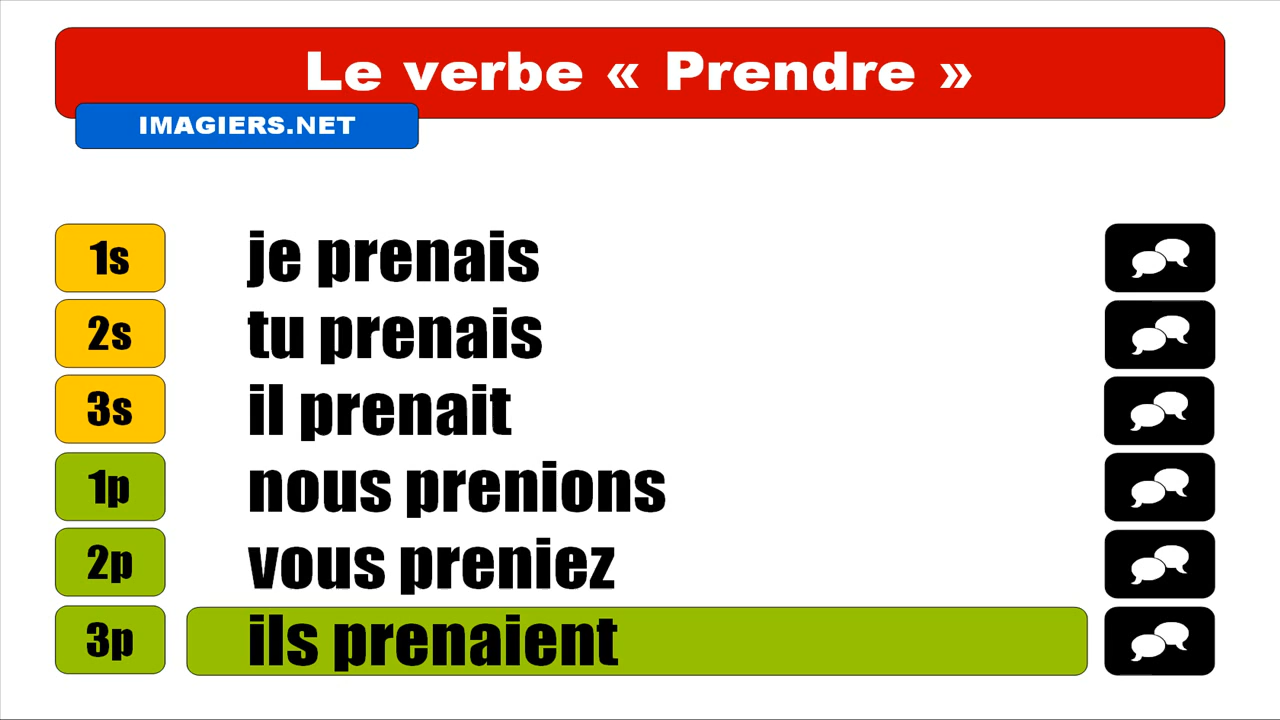 Le verbe « Prendre »
IMAGIERS.NET
1s je prenais
2s tu prenais
3s il prenait
1p nous prenions
2p vous preniez
3p ils prenaient